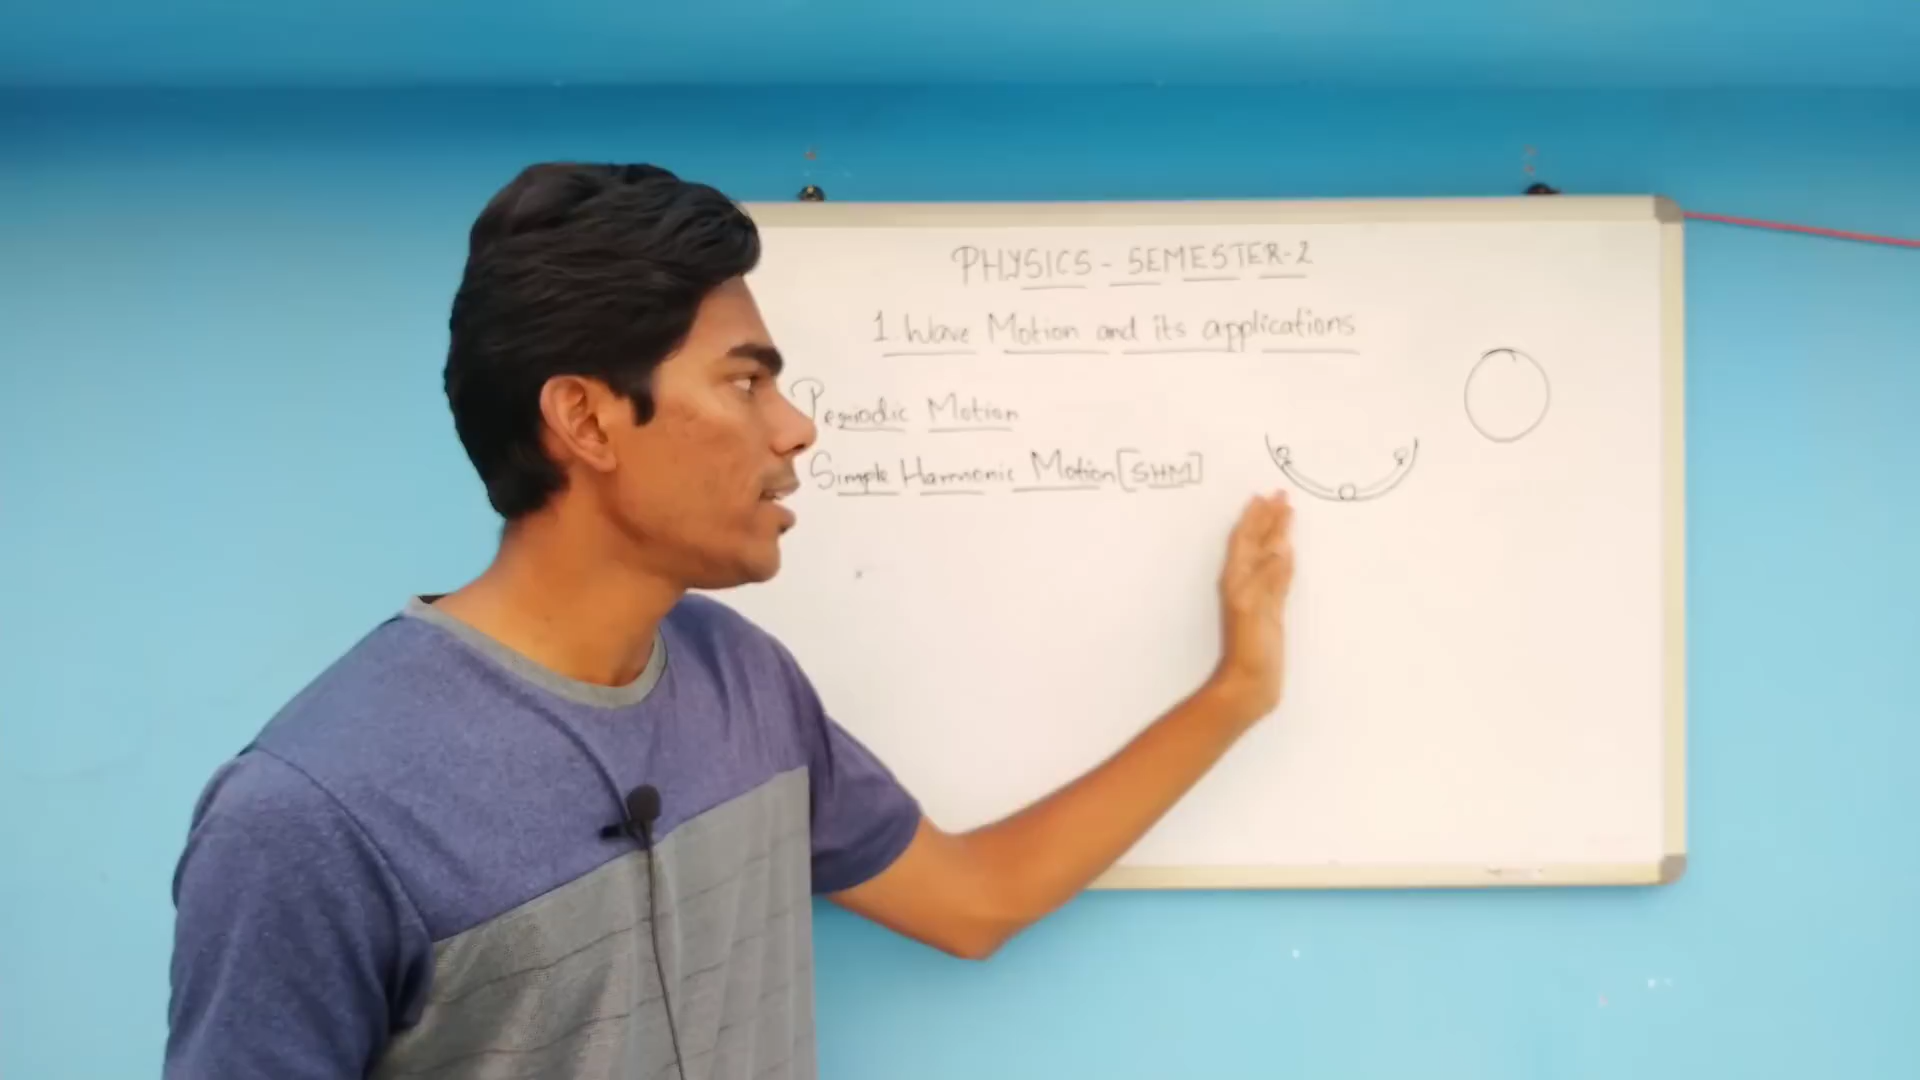 PHYSICS - SEMESTER-2
1. Wave Motion and its applications
Periodic Motion
Simple Harmonic Motion [SHM]